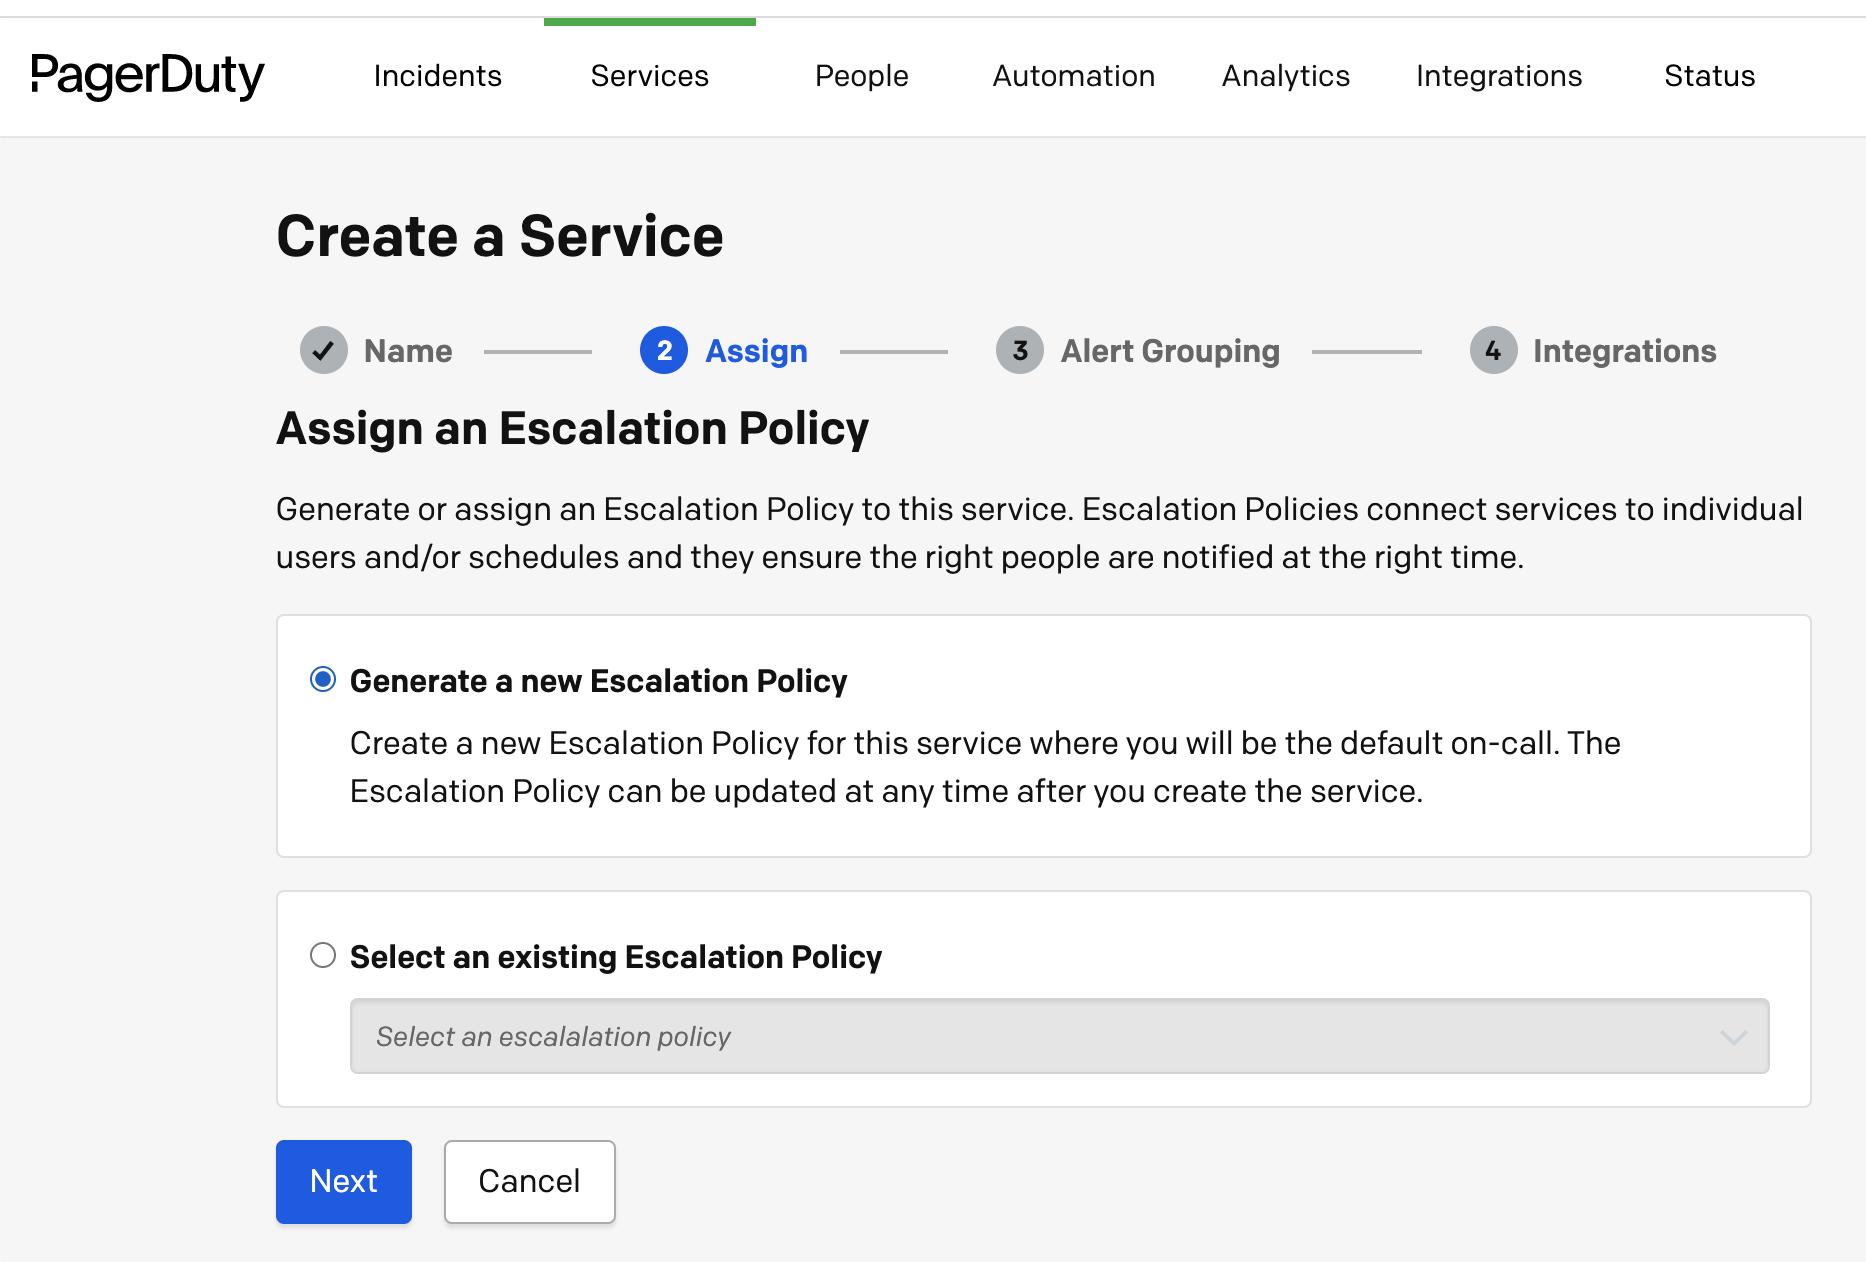 PagerDuty Incidents Services People Automation Analytics Integrations Status
Create a Service
Name 2 Assign 3 Alert Grouping 4 Integrations
Assign an Escalation Policy
Generate or assign an Escalation Policy to this service. Escalation Policies connect services to individual
users and/or schedules and they ensure the right people are notified at the right time.
Generate a new Escalation Policy
Create a new Escalation Policy for this service where you will be the default on-call. The
Escalation Policy can be updated at any time after you create the service.
Select an existing Escalation Policy
Select an escalalation policy
Next Cancel